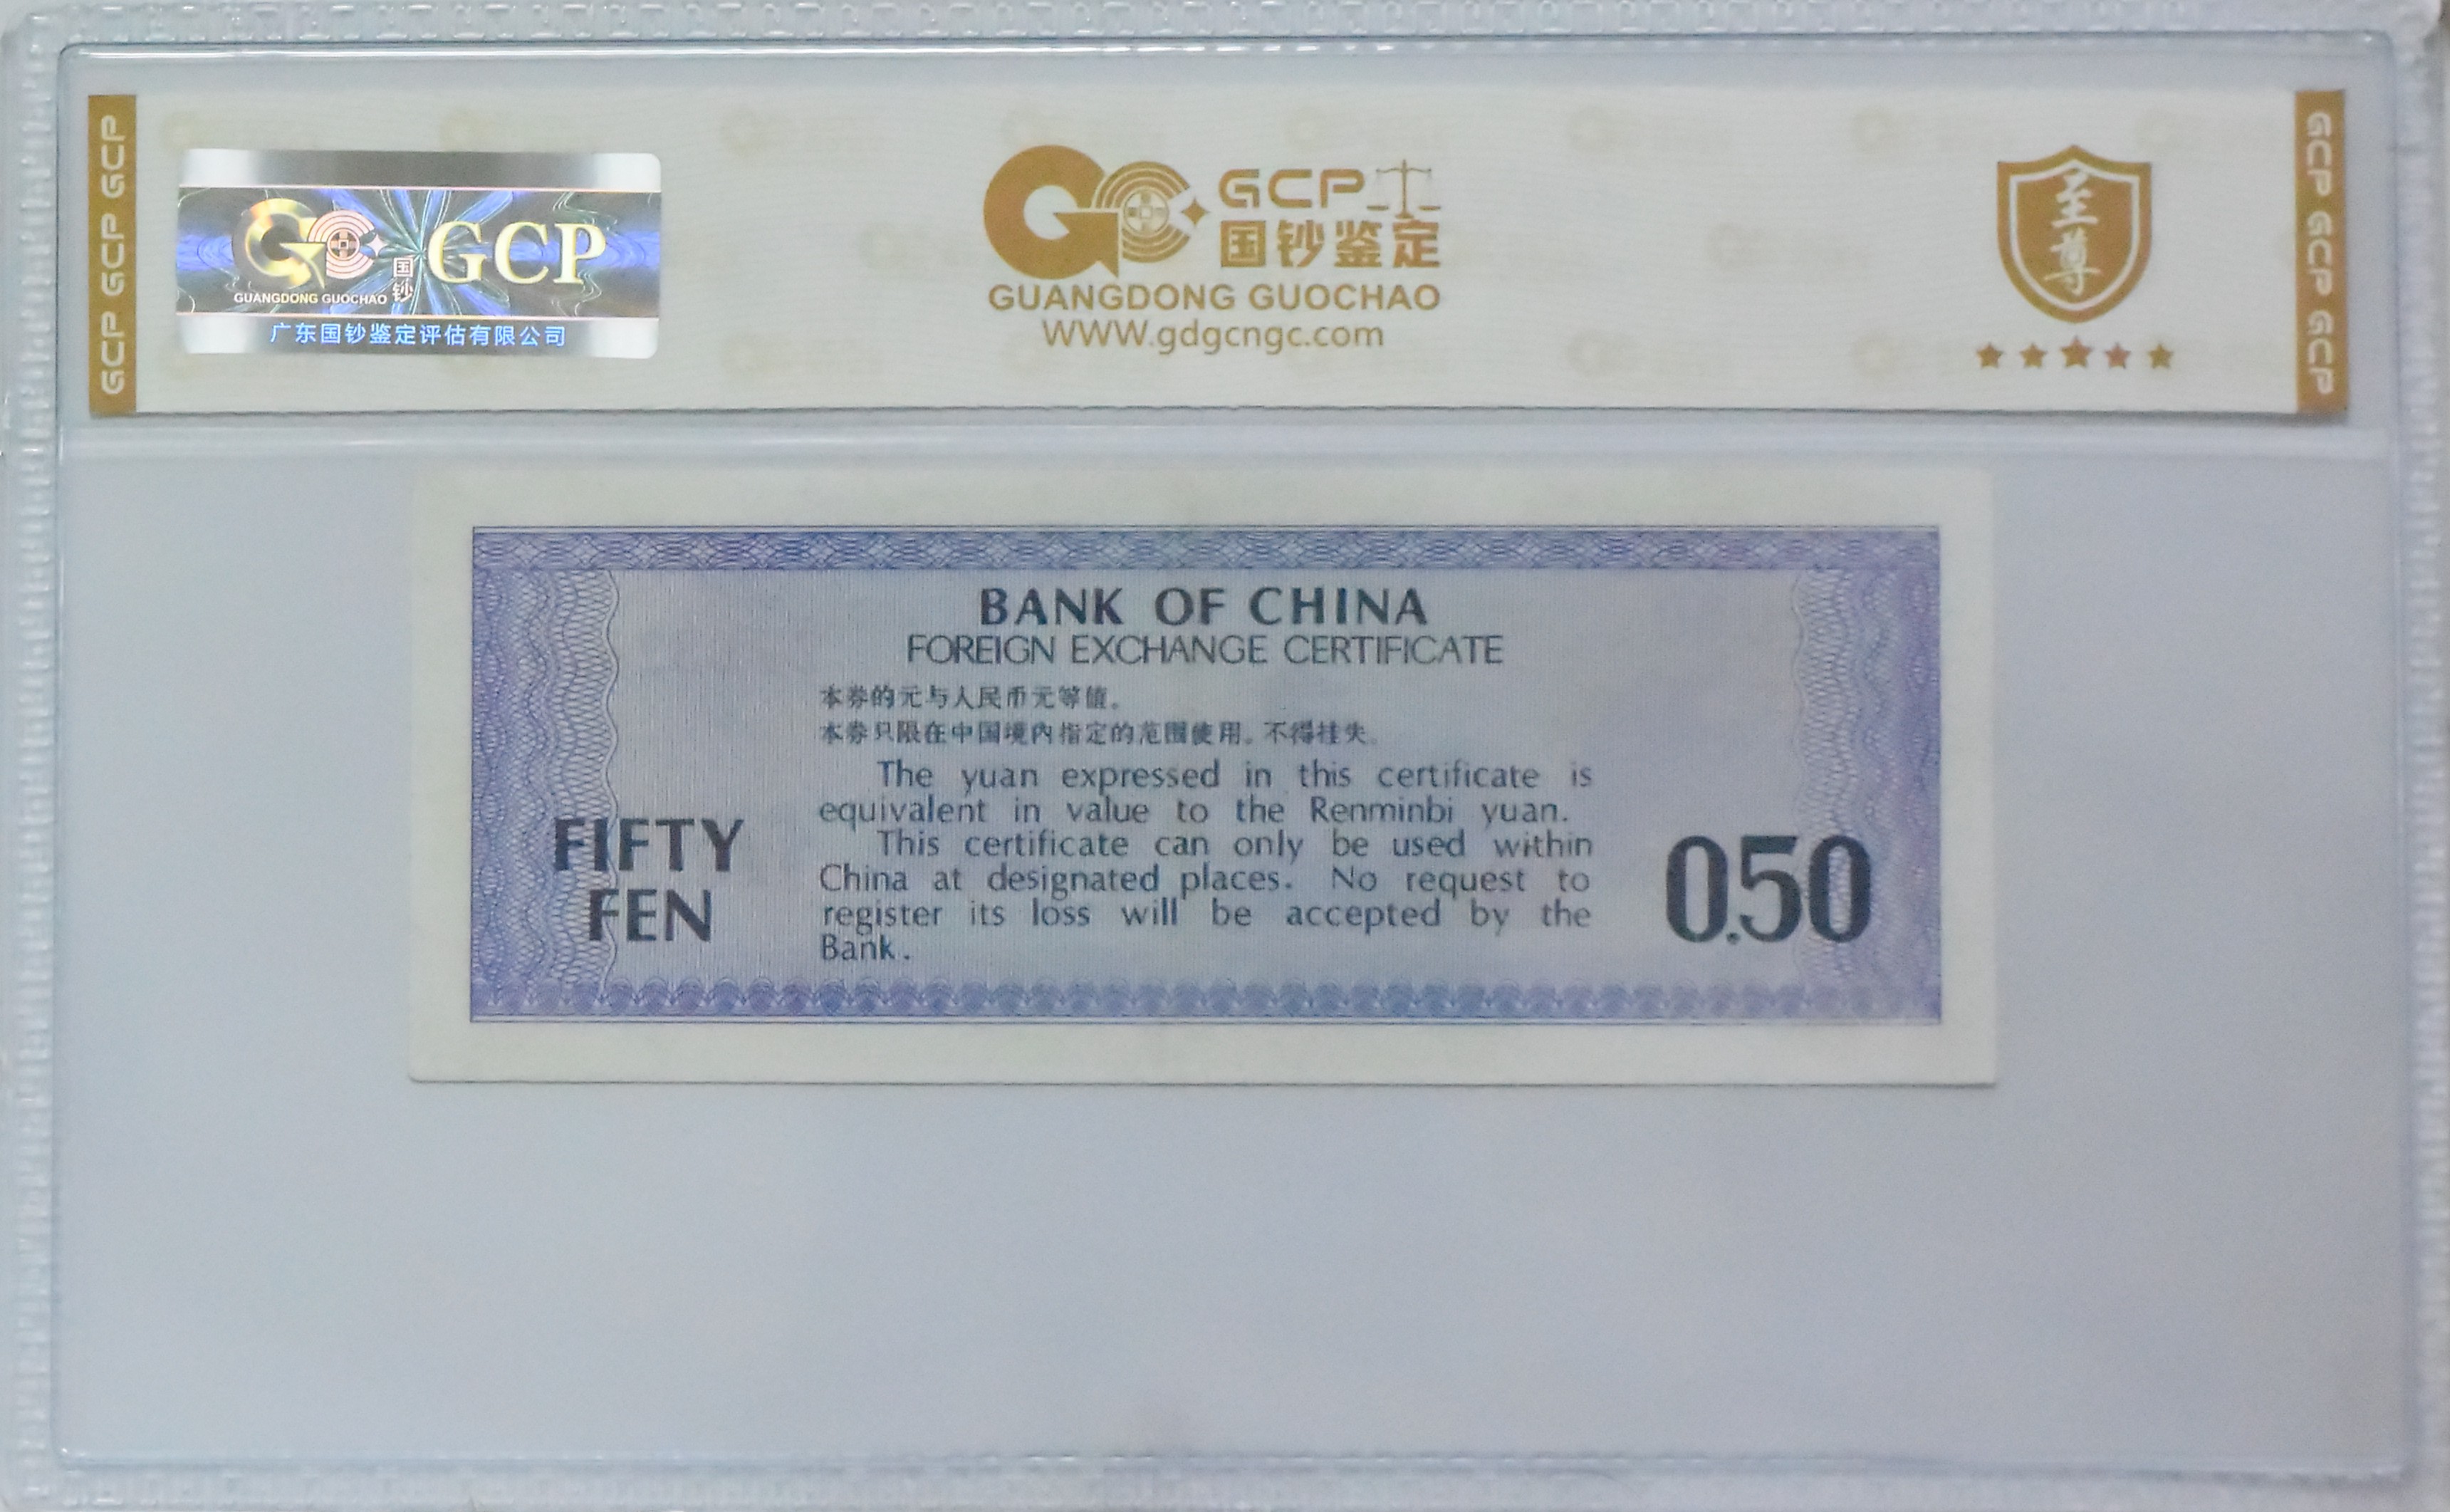 GCP GCP GCP
GCP
国钞
GUANGDONG GUOCHAO
广东国钞鉴定评估有限公司
GCP
国钞鉴定
GUANGDONG GUOCHAO
WWW.gdgcngc.com
至尊
GCP GCP GCP
BANK OF CHINA
FOREIGN EXCHANGE CERTIFICATE
本券的元与人民币元等值。
本券只限在中国境内指定的范围使用。不得挂失。
The yuan expressed in this certificate is
equivalent in value to the Renminbi yuan.
This certificate can only be used within
China at designated places. No request to
register its loss will be accepted by the
Bank.
FIFTY
FEN
0.50